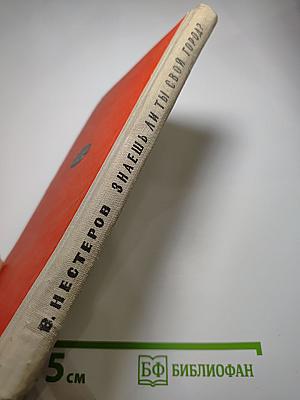 В. НЕСТЕРОВ ЗНАЕШЬ ЛИ ТЫ СВОЙ ГОРОД?
5 см
БФ БИБЛИОФАН